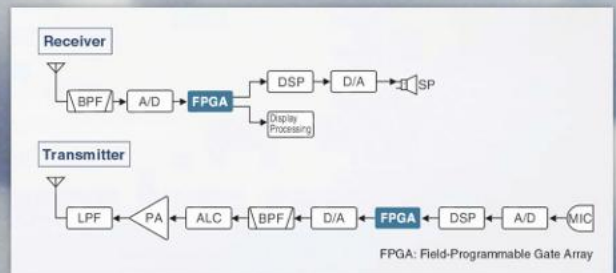 Receiver
BPF
A/D
FPGA
DSP
D/A
SP
Display
Processing
Transmitter
LPF
PA
ALC
BPF
D/A
FPGA
DSP
A/D
MIC
FPGA: Field-Programmable Gate Array